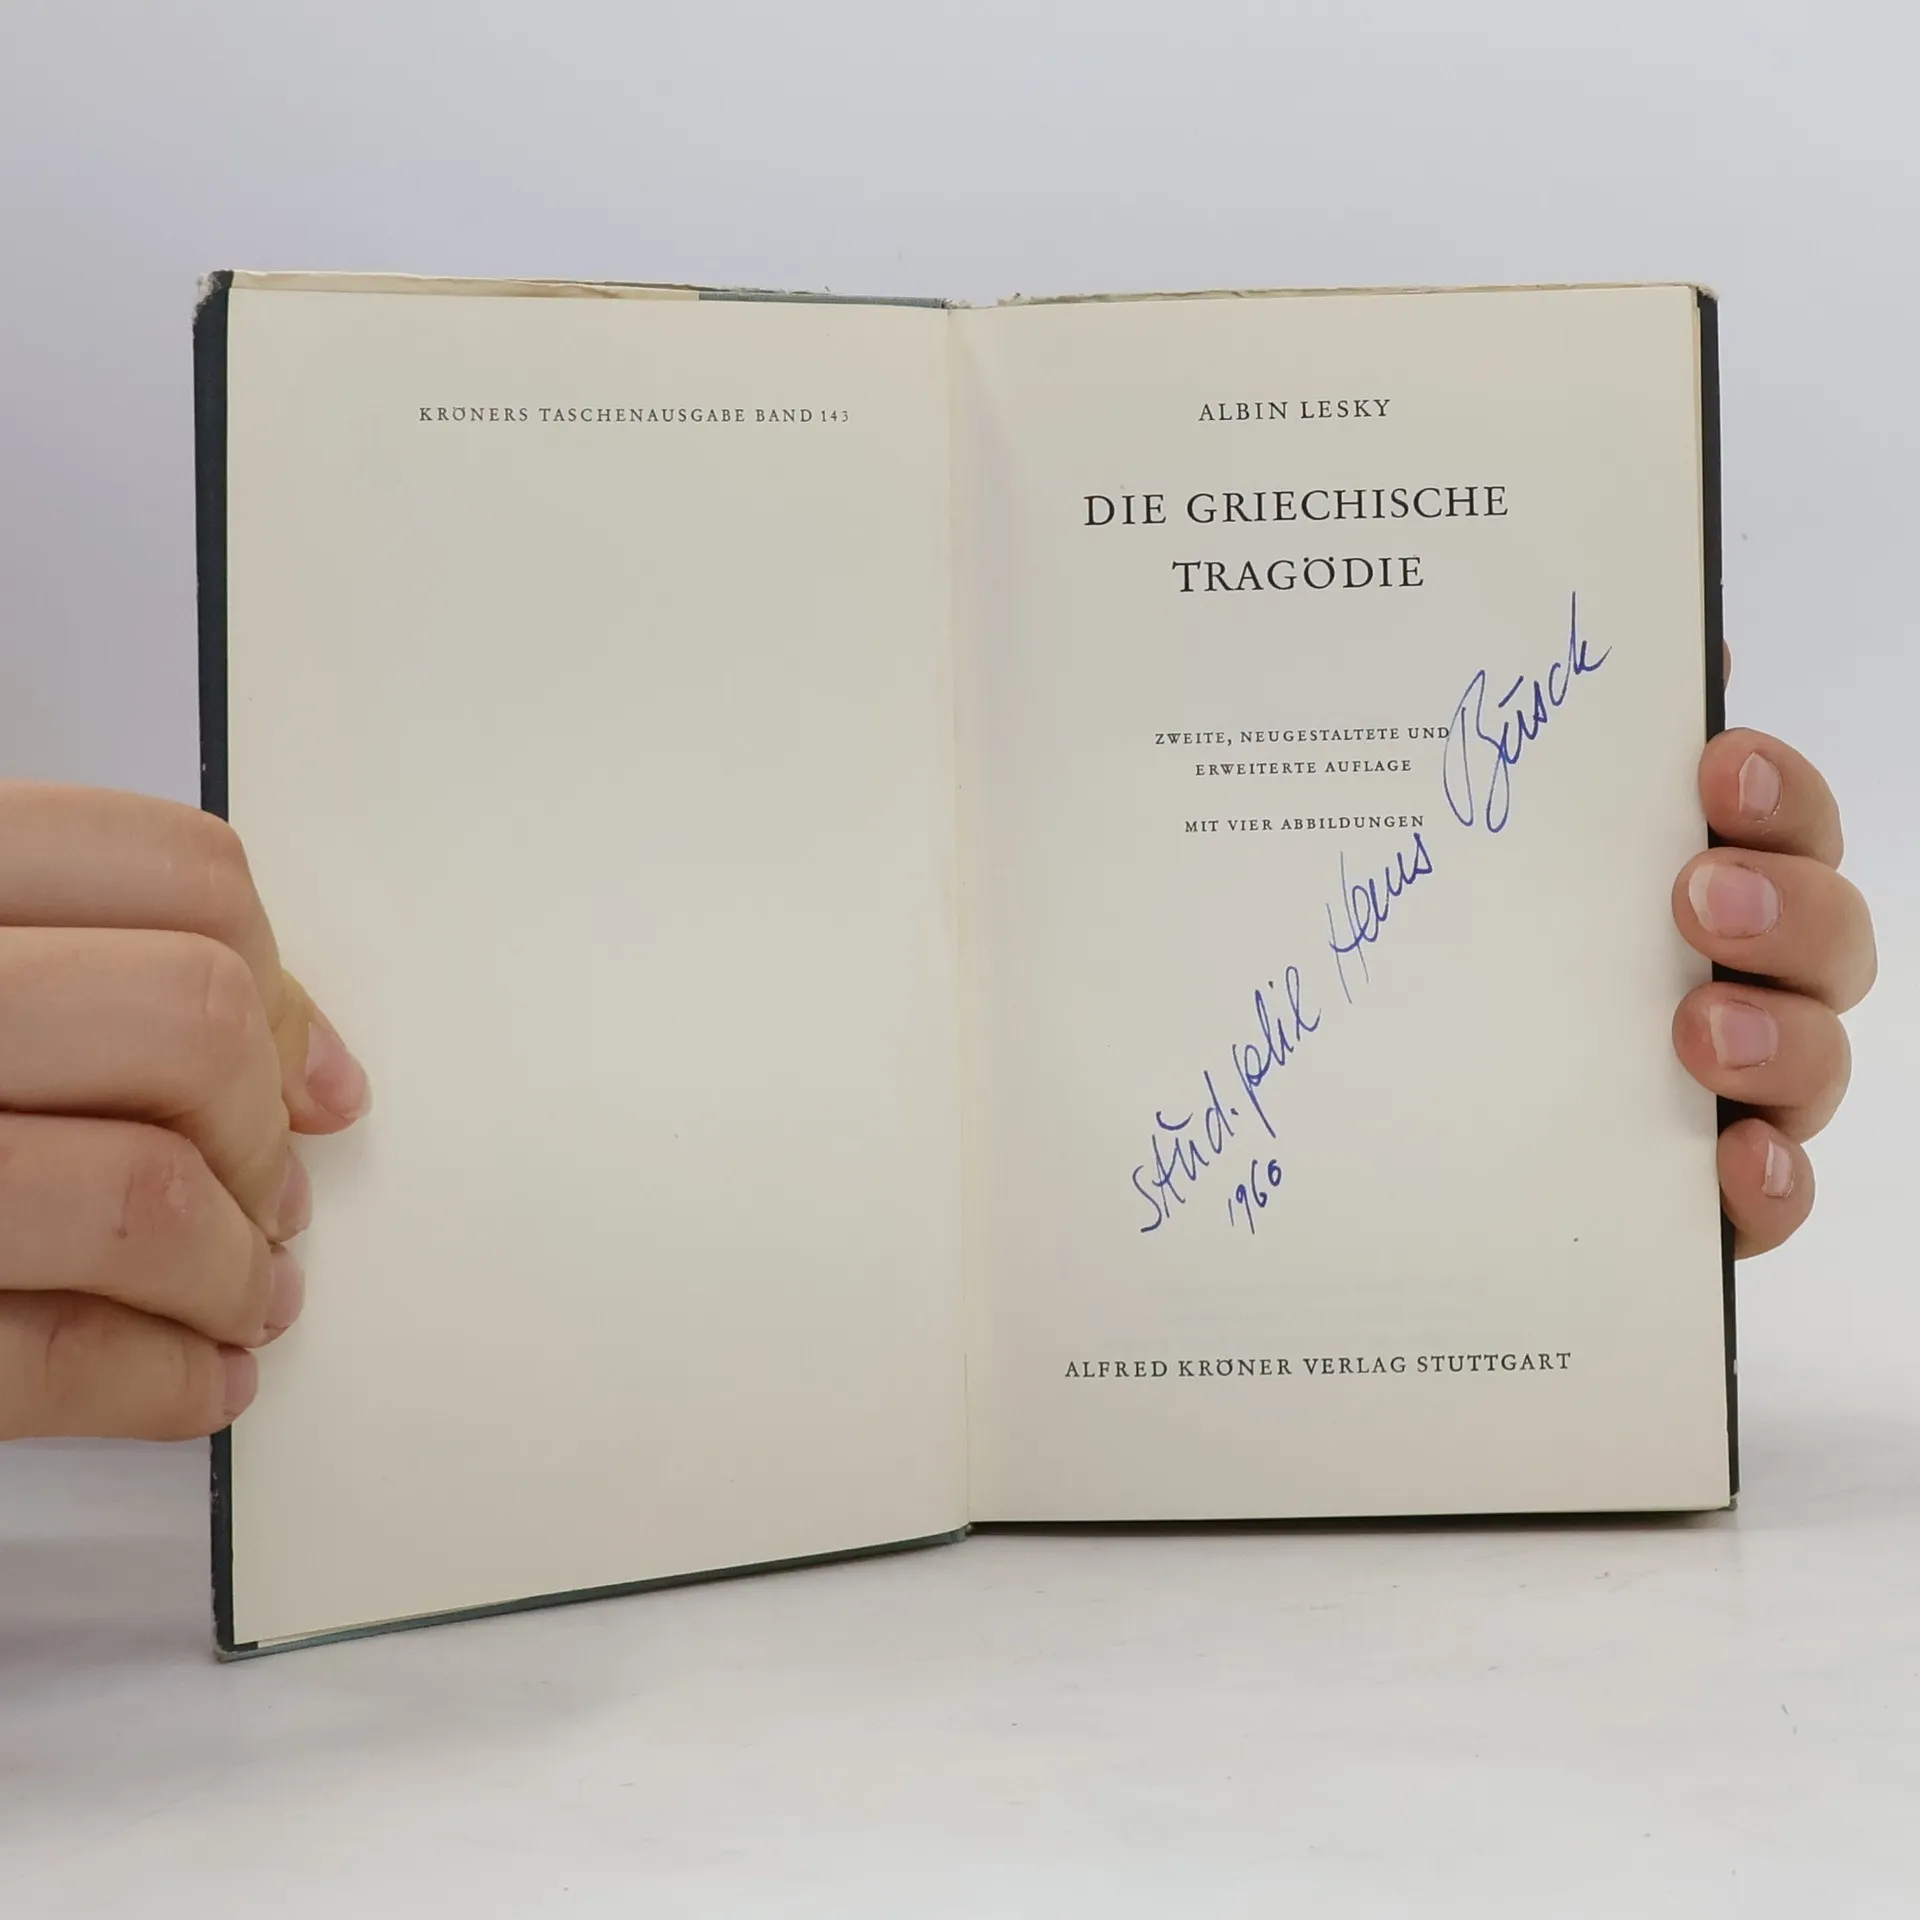 KRÖNERS TASCHENAUSGABE BAND 143
ALBIN LESKY
DIE GRIECHISCHE
TRAGÖDIE
ZWEITE, NEUGESTALTETE UND
ERWEITERTE AUFLAGE
MIT VIER ABBILDUNGEN
stud. phil Hans Busch
1960
ALFRED KRÖNER VERLAG STUTTGART